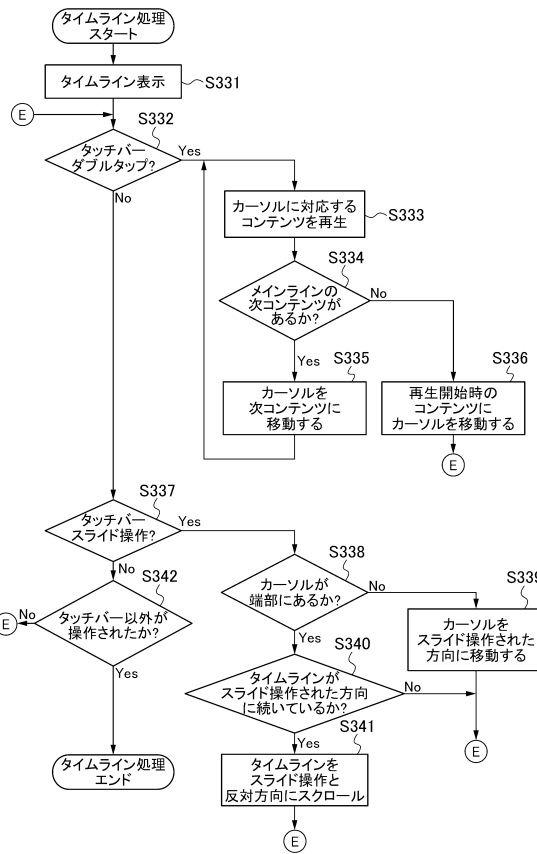 タイムライン処理
スタート
タイムライン表示
S331
E
S332
タッチバー
ダブルタップ?
Yes
No
カーソルに対応する
コンテンツを再生
S333
S334
メインラインの
次コンテンツが
あるか?
No
Yes
S335
カーソルを
次コンテンツに
移動する
S336
再生開始時の
コンテンツに
カーソルを移動する
E
S337
タッチバー
スライド操作?
Yes
No
S338
カーソルが
端部にあるか?
No
Yes
S339
カーソルを
スライド操作された
方向に移動する
S342
タッチバー以外が
操作されたか?
No
E
Yes
S340
タイムラインが
スライド操作された方向
に続いているか?
No
Yes
E
S341
タイムラインを
スライド操作と
反対方向にスクロール
E
タイムライン処理
エンド